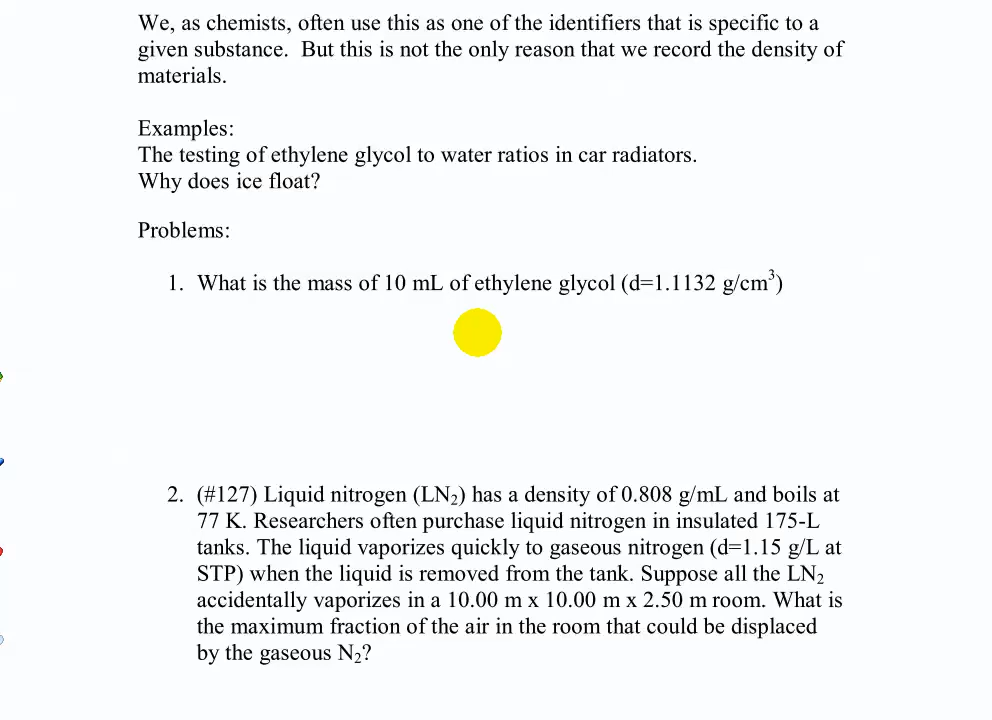 We, as chemists, often use this as one of the identifiers that is specific to a
given substance.  But this is not the only reason that we record the density of
materials.
Examples:
The testing of ethylene glycol to water ratios in car radiators.
Why does ice float?
Problems:
1. What is the mass of 10 mL of ethylene glycol (d=1.1132 g/cm³)
2. (#127) Liquid nitrogen (LN₂) has a density of 0.808 g/mL and boils at
77 K. Researchers often purchase liquid nitrogen in insulated 175-L
tanks. The liquid vaporizes quickly to gaseous nitrogen (d=1.15 g/L at
STP) when the liquid is removed from the tank. Suppose all the LN₂
accidentally vaporizes in a 10.00 m x 10.00 m x 2.50 m room. What is
the maximum fraction of the air in the room that could be displaced
by the gaseous N₂?